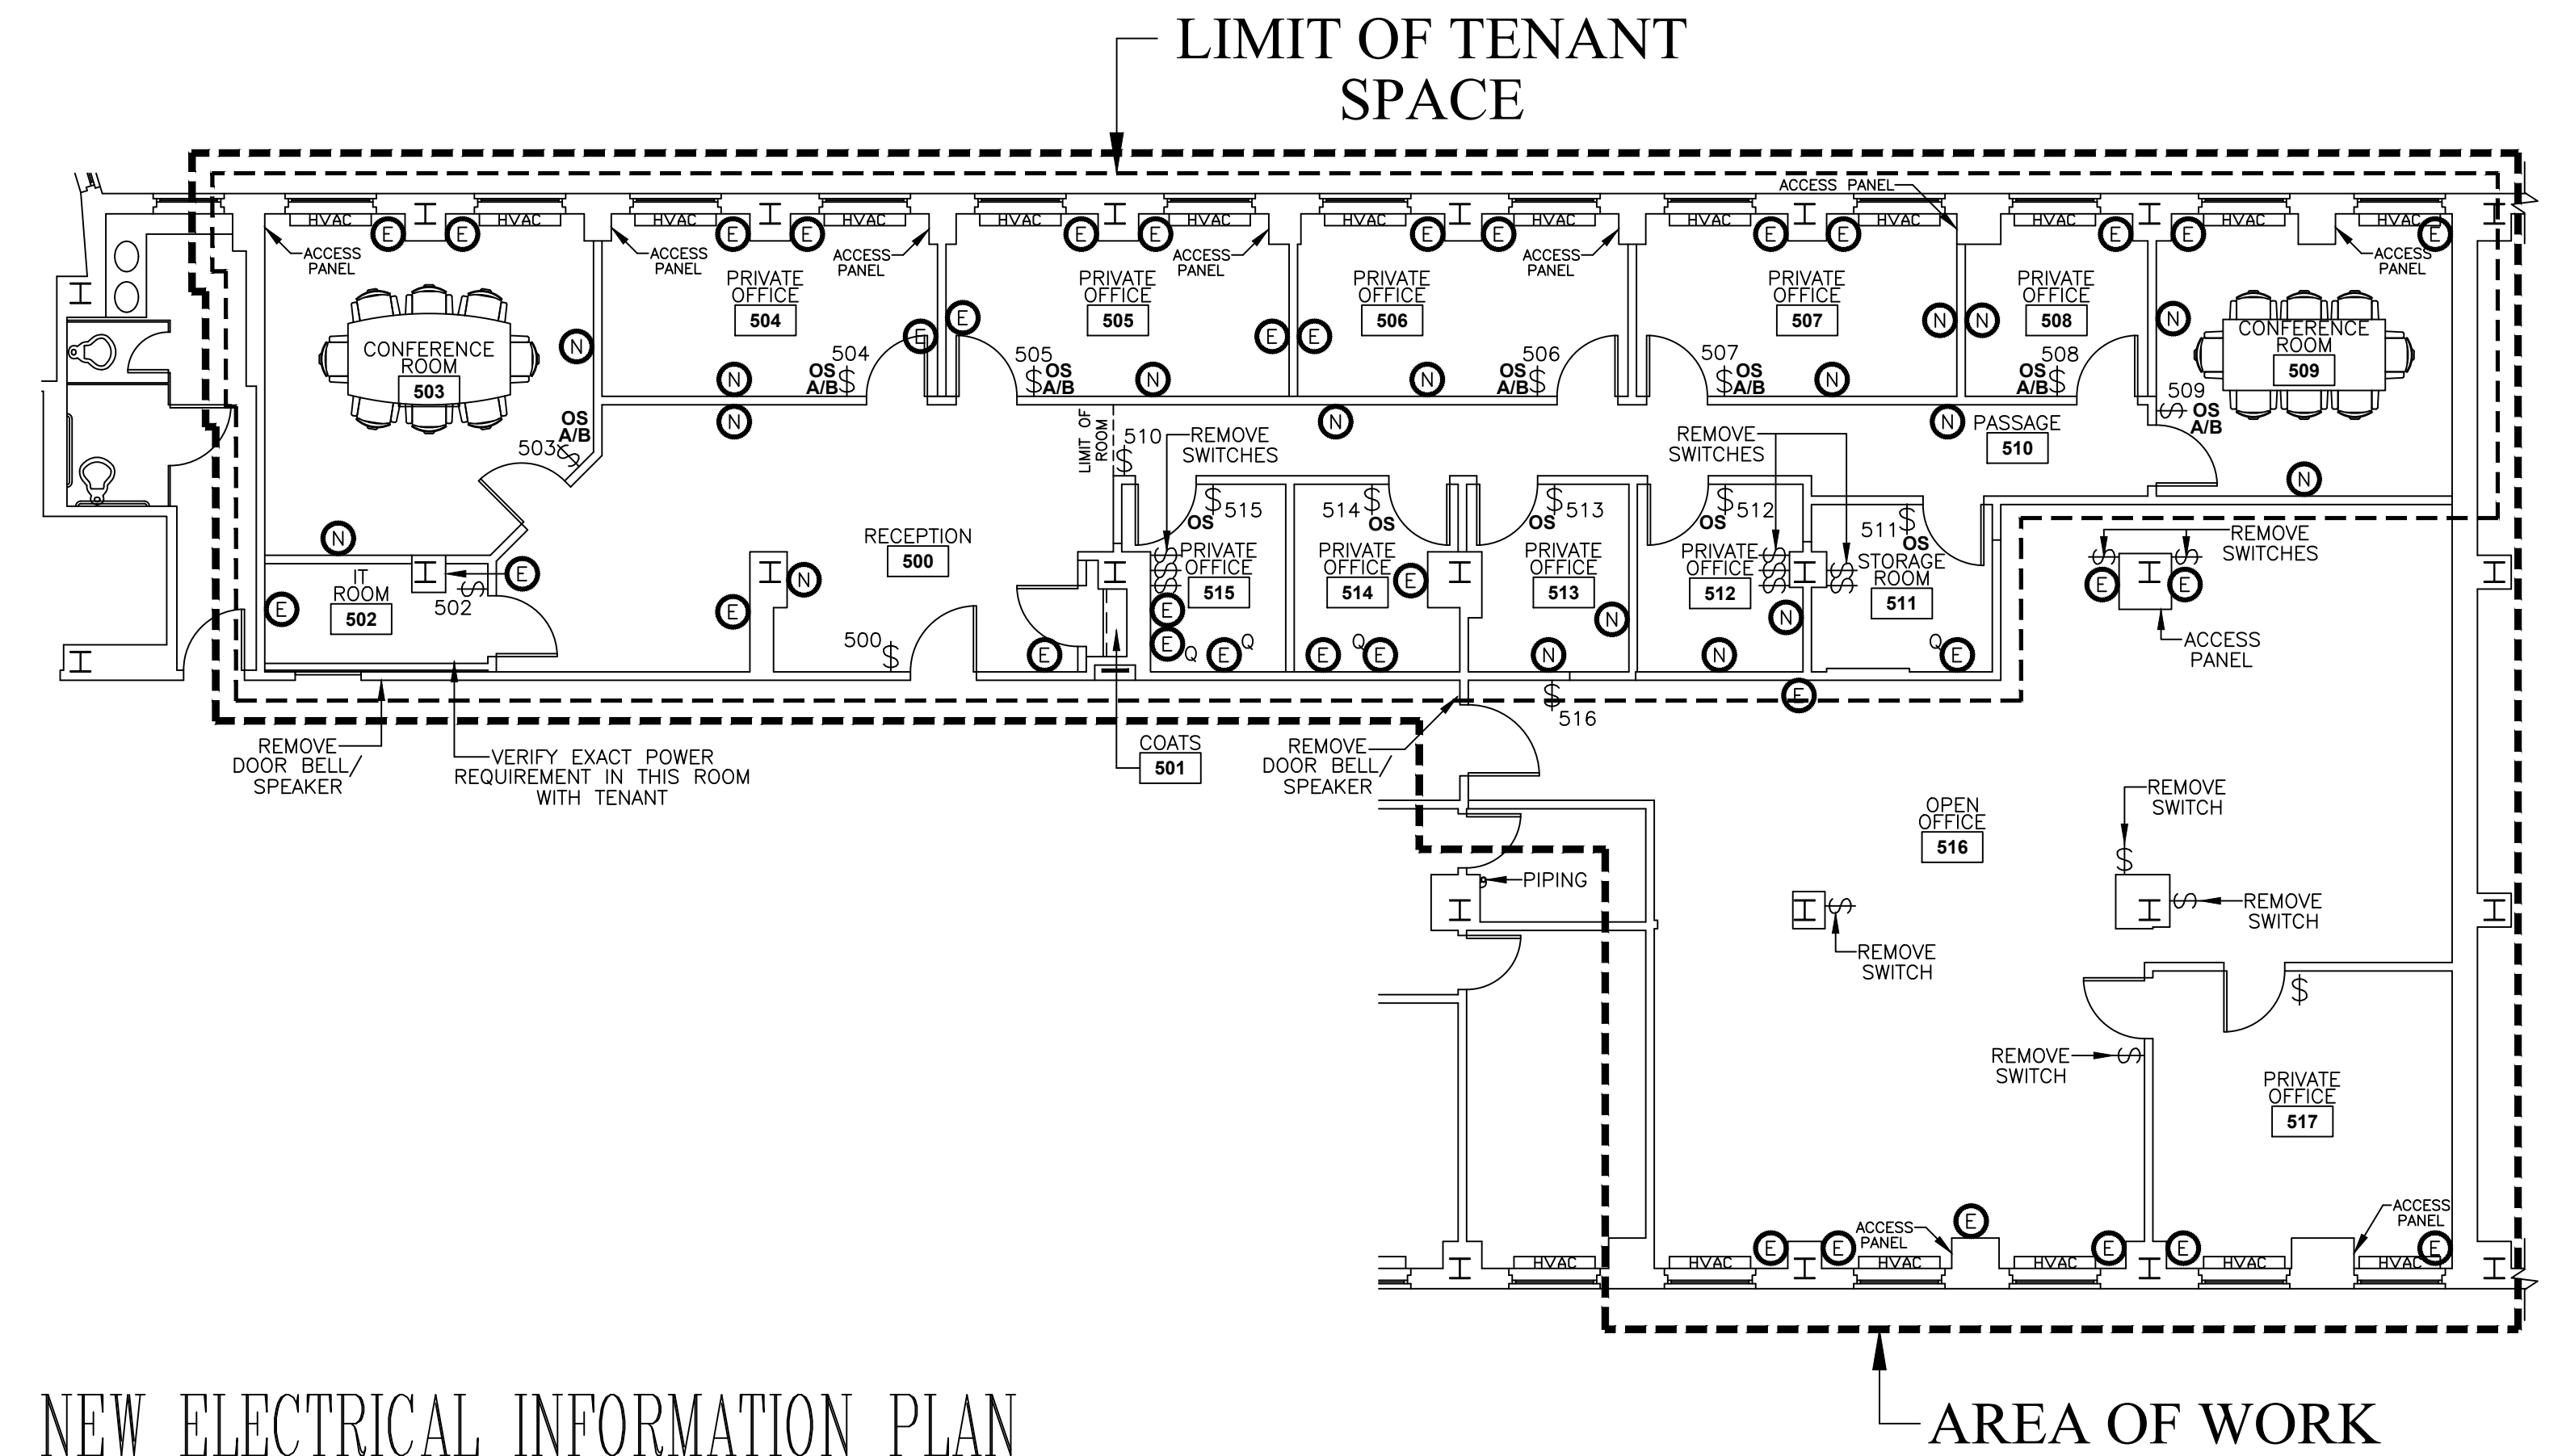 LIMIT OF TENANT
SPACE
ACCESS PANEL
HVAC
HVAC
HVAC
HVAC
HVAC
HVAC
HVAC
HVAC
HVAC
HVAC
HVAC
HVAC
HVAC
E
E
E
E
E
E
E
E
E
E
E
E
E
ACCESS
PANEL
ACCESS
PANEL
ACCESS
PANEL
ACCESS
PANEL
ACCESS
PANEL
ACCESS
PANEL
CONFERENCE
ROOM
503
N
OS
A/B
503
$
N
PRIVATE
OFFICE
504
504
OS
A/B
$
E
N
N
PRIVATE
OFFICE
505
E
505
OS
A/B
$
N
E
PRIVATE
OFFICE
506
E
506
OS
A/B
$
N
N
PRIVATE
OFFICE
507
507
OS
A/B
$
N
N
PRIVATE
OFFICE
508
N
508
OS
A/B
$
CONFERENCE
ROOM
509
N
509
$
OS
A/B
N
N
PASSAGE
510
LIMIT OF
ROOM
510
$
REMOVE
SWITCHES
REMOVE
SWITCHES
RECEPTION
500
N
E
500
$
E
IT
ROOM
502
E
E
$
502
$
515
OS
PRIVATE
OFFICE
515
$$$
E
E
Q
E
Q
514
$
OS
PRIVATE
OFFICE
514
E
E
Q
E
$
513
OS
PRIVATE
OFFICE
513
N
N
$
512
OS
PRIVATE
OFFICE
512
$$$
N
N
511
$
OS
STORAGE
ROOM
511
$$
Q
E
REMOVE
SWITCHES
$
$
E
E
ACCESS
PANEL
E
$
516
REMOVE
DOOR BELL/
SPEAKER
VERIFY EXACT POWER
REQUIREMENT IN THIS ROOM
WITH TENANT
COATS
501
REMOVE
DOOR BELL/
SPEAKER
PIPING
OPEN
OFFICE
516
REMOVE
SWITCH
$
$
REMOVE
SWITCH
$
REMOVE
SWITCH
REMOVE
SWITCH
$
$
PRIVATE
OFFICE
517
ACCESS
PANEL
ACCESS
PANEL
E
E
E
E
E
E
HVAC
HVAC
HVAC
HVAC
HVAC
HVAC
NEW ELECTRICAL INFORMATION PLAN
AREA OF WORK